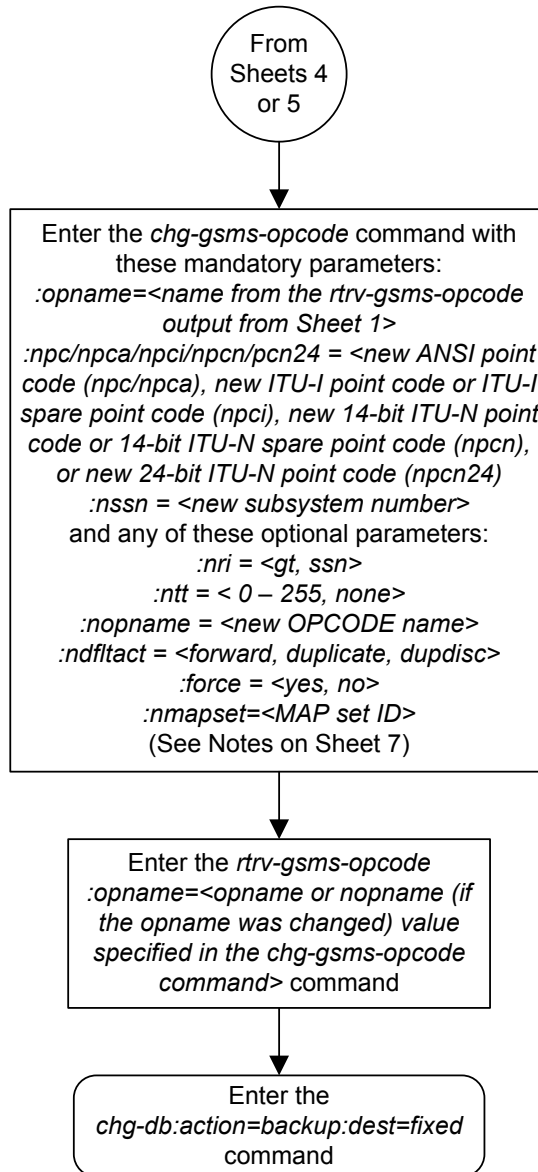 From
Sheets 4
or 5
Enter the chg-gsms-opcode command with
these mandatory parameters:
:opname=<name from the rtrv-gsms-opcode
output from Sheet 1>
:npc/npca/npci/npcn/pcn24 = <new ANSI point
code (npc/npca), new ITU-I point code or ITU-I
spare point code (npci), new 14-bit ITU-N point
code or 14-bit ITU-N spare point code (npcn),
or new 24-bit ITU-N point code (npcn24)
:nssn = <new subsystem number>
and any of these optional parameters:
:nri = <gt, ssn>
:ntt = < 0 – 255, none>
:nopname = <new OPCODE name>
:ndfltact = <forward, duplicate, dupdisc>
:force = <yes, no>
:nmapset=<MAP set ID>
(See Notes on Sheet 7)
Enter the rtrv-gsms-opcode
:opname=<opname or nopname (if
the opname was changed) value
specified in the chg-gsms-opcode
command> command
Enter the
chg-db:action=backup:dest=fixed
command